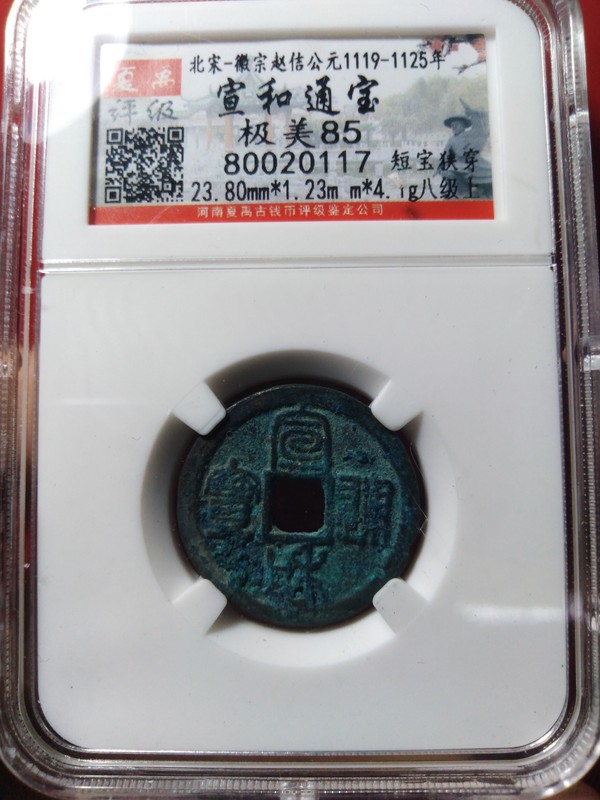 北宋-徽宗赵佶公元1119-1125年
夏禹
评级
宣和通宝
极美85
80020117 短宝狭穿
23.80mm*1.23m m*4. 1g八级上
河南夏禹古钱币评级鉴定公司
宣
寳 通
和